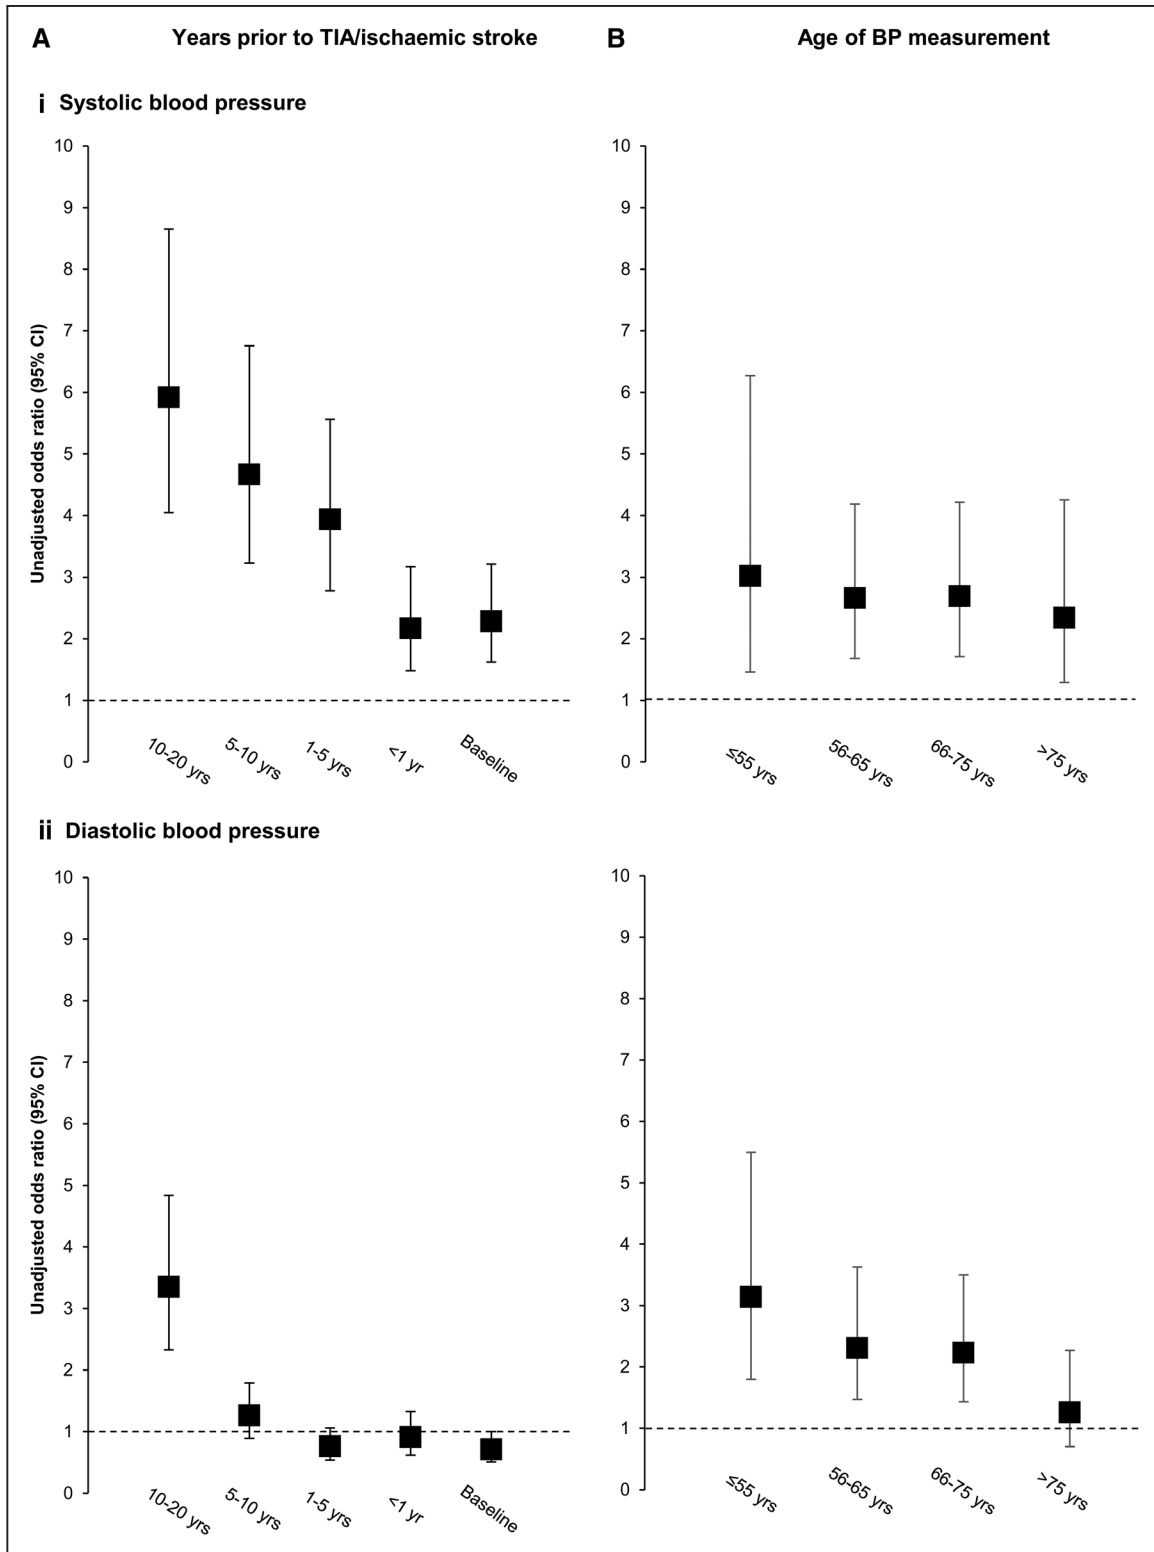 A Years prior to TIA/ischaemic stroke
B Age of BP measurement
i Systolic blood pressure
Unadjusted odds ratio (95% CI)
10
9
8
7
6
5
4
3
2
1
0
10-20 yrs
5-10 yrs
1-5 yrs
<1 yr
Baseline
10
9
8
7
6
5
4
3
2
1
0
≤55 yrs
56-65 yrs
66-75 yrs
>75 yrs
ii Diastolic blood pressure
Unadjusted odds ratio (95% CI)
10
9
8
7
6
5
4
3
2
1
0
10-20 yrs
5-10 yrs
1-5 yrs
<1 yr
Baseline
10
9
8
7
6
5
4
3
2
1
0
≤55 yrs
56-65 yrs
66-75 yrs
>75 yrs